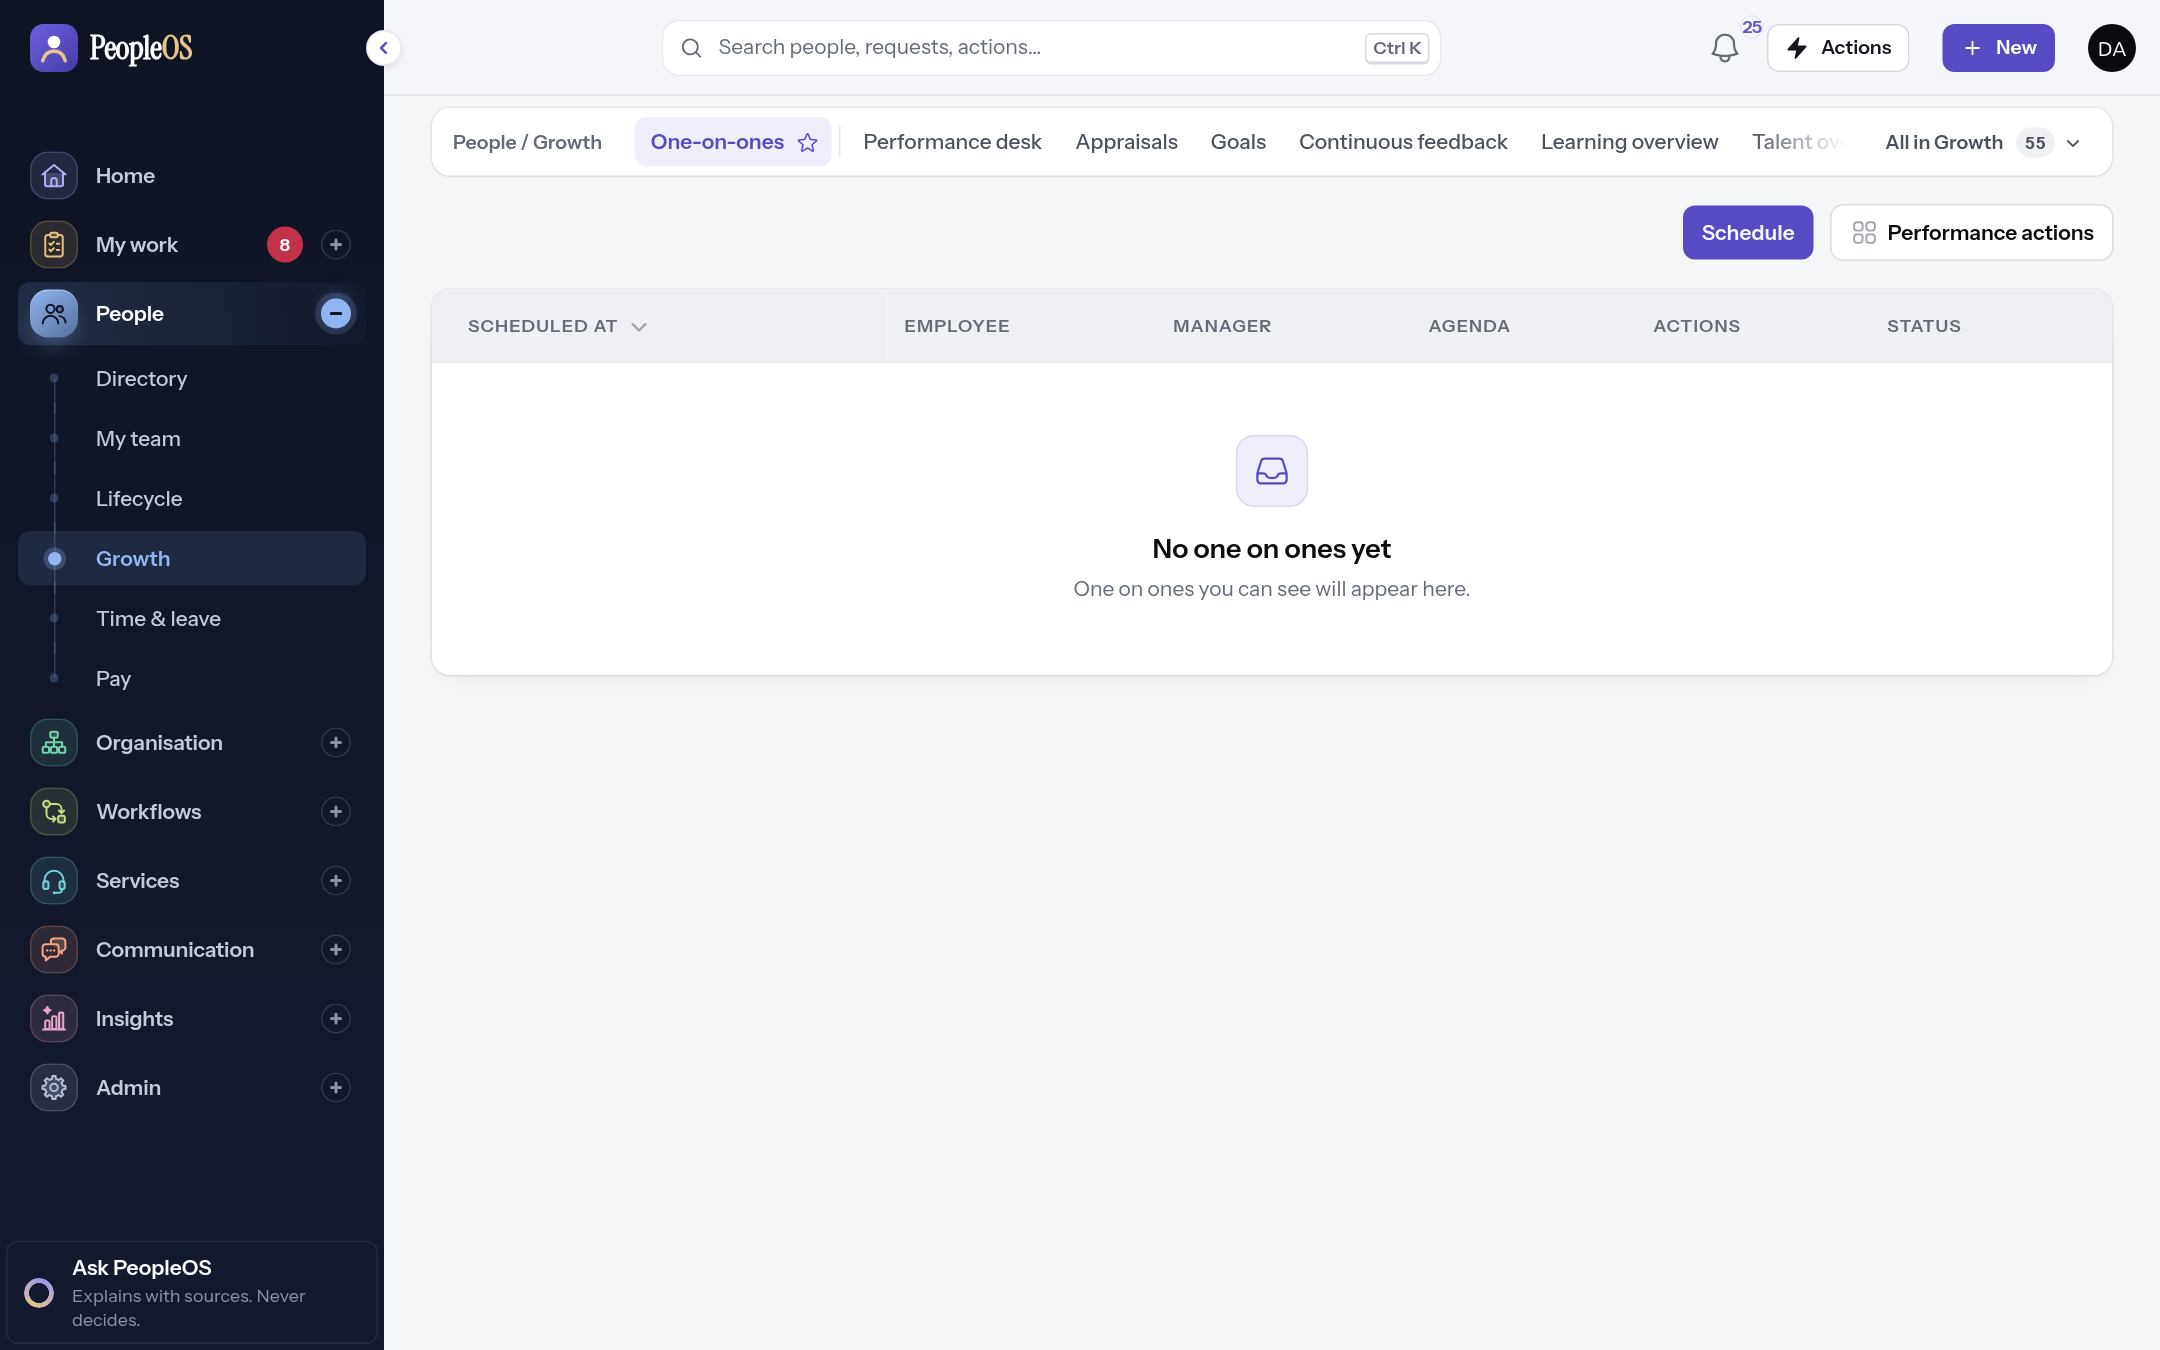 PeopleOS
Search people, requests, actions...
Ctrl K
25
Actions
New
DA
Home
My work
8
People
Directory
My team
Lifecycle
Growth
Time & leave
Pay
Organisation
Workflows
Services
Communication
Insights
Admin
Ask PeopleOS
Explains with sources. Never
decides.
People / Growth
One-on-ones
Performance desk
Appraisals
Goals
Continuous feedback
Learning overview
Talent ove
All in Growth
55
Schedule
Performance actions
SCHEDULED AT
EMPLOYEE
MANAGER
AGENDA
ACTIONS
STATUS
No one on ones yet
One on ones you can see will appear here.